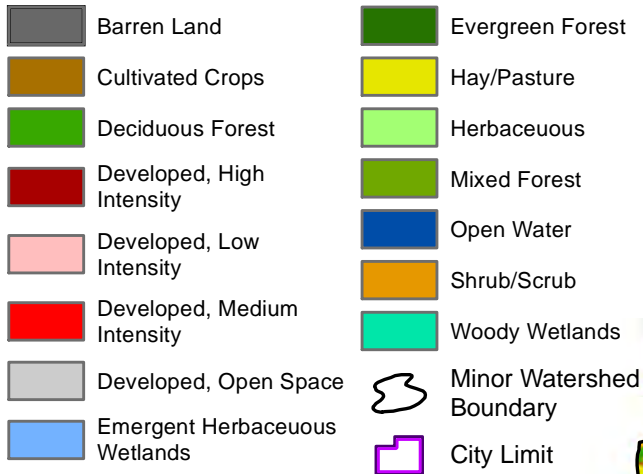 Barren Land
Cultivated Crops
Deciduous Forest
Developed, High
Intensity
Developed, Low
Intensity
Developed, Medium
Intensity
Developed, Open Space
Emergent Herbaceuous
Wetlands
Evergreen Forest
Hay/Pasture
Herbaceuous
Mixed Forest
Open Water
Shrub/Scrub
Woody Wetlands
Minor Watershed
Boundary
City Limit